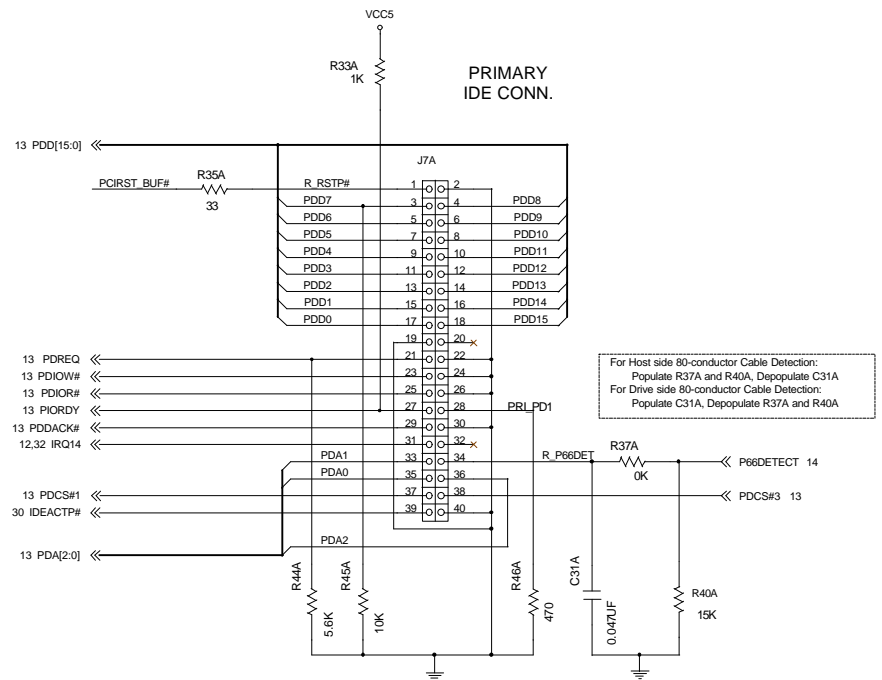 VCC5
R33A
1K
PRIMARY
IDE CONN.
13 PDD[15:0]
J7A
PCIRST_BUF# R35A R_RSTP# 1 2
33
PDD7 3 4 PDD8
PDD6 5 6 PDD9
PDD5 7 8 PDD10
PDD4 9 10 PDD11
PDD3 11 12 PDD12
PDD2 13 14 PDD13
PDD1 15 16 PDD14
PDD0 17 18 PDD15
19 20
13 PDREQ 21 22
13 PDIOW# 23 24
13 PDIOR# 25 26
13 PIORDY 27 28 PRI_PD1
13 PDDACK# 29 30
12,32 IRQ14 31 32
For Host side 80-conductor Cable Detection:
Populate R37A and R40A, Depopulate C31A
For Drive side 80-conductor Cable Detection:
Populate C31A, Depopulate R37A and R40A
PDA1 33 34 R_P66DET R37A P66DETECT 14
0K
PDA0 35 36
13 PDCS#1 37 38 PDCS#3 13
30 IDEACTP# 39 40
PDA2
13 PDA[2:0]
R44A
5.6K
R45A
10K
R46A
470
C31A
0.047UF
R40A
15K